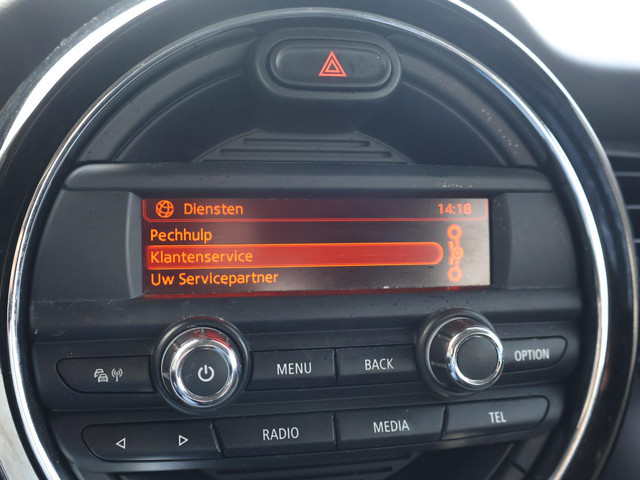 Diensten 14:18
Pechhulp
Klantenservice
Uw Servicepartner
MENU BACK OPTION
RADIO MEDIA TEL